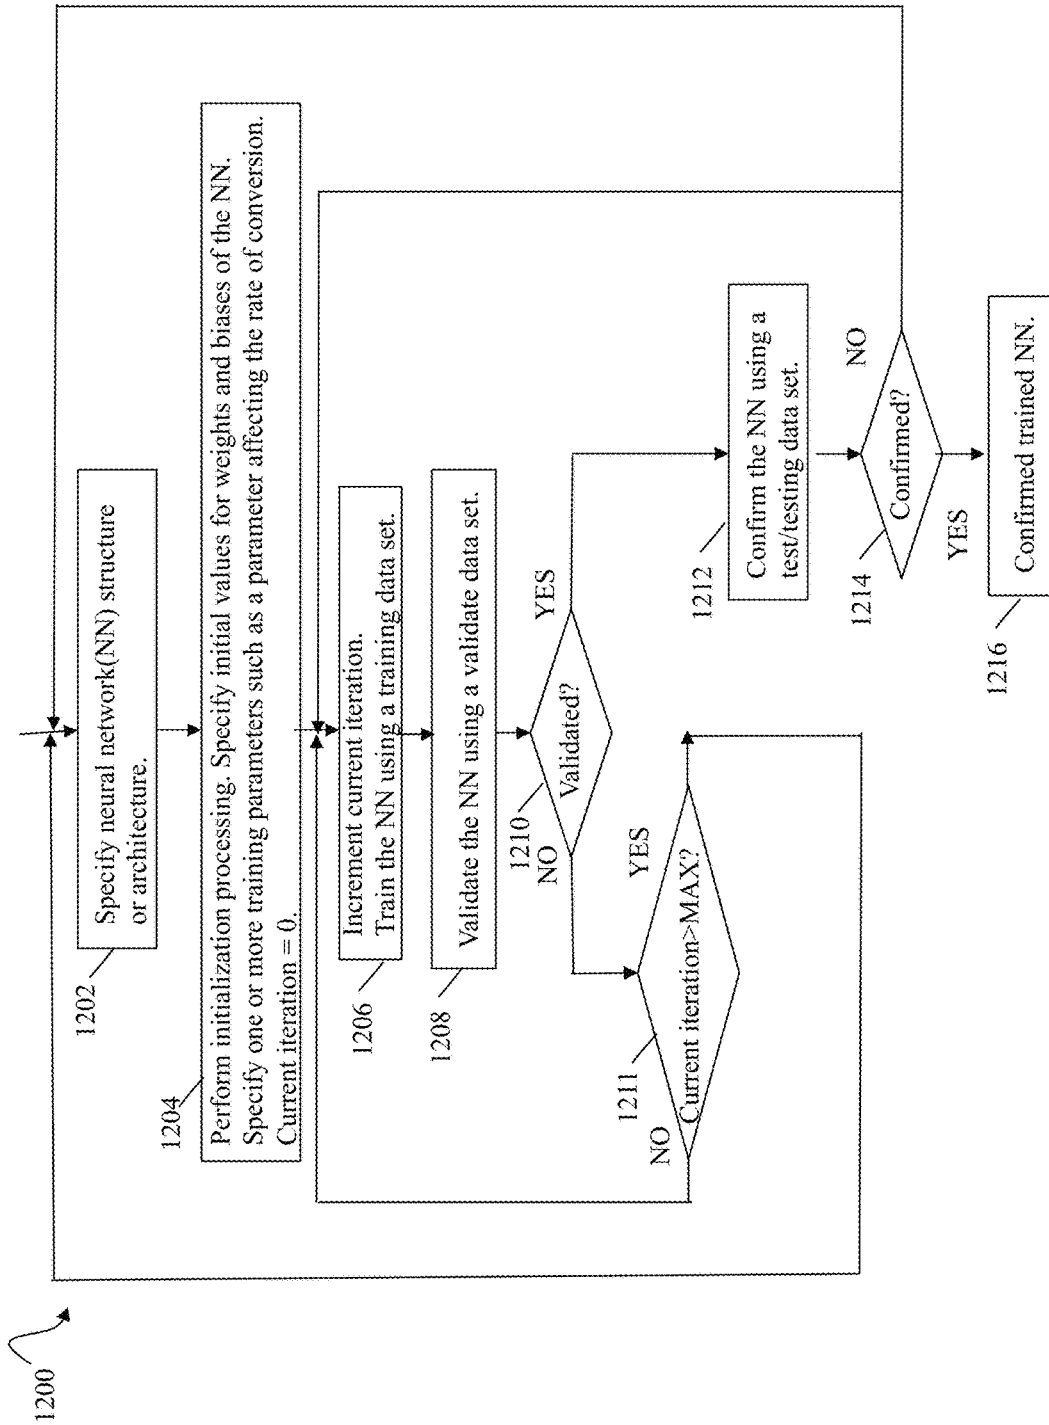 1200
1202
Specify neural network(NN) structure
or architecture.
1204
Perform initialization processing. Specify initial values for weights and biases of the NN.
Specify one or more training parameters such as a parameter affecting the rate of conversion.
Current iteration = 0.
1206
Increment current iteration.
Train the NN using a training data set.
1208
Validate the NN using a validate data set.
1210
Validated?
NO
YES
1211
Current iteration>MAX?
NO
YES
1212
Confirm the NN using a
test/testing data set.
1214
Confirmed?
NO
YES
1216
Confirmed trained NN.